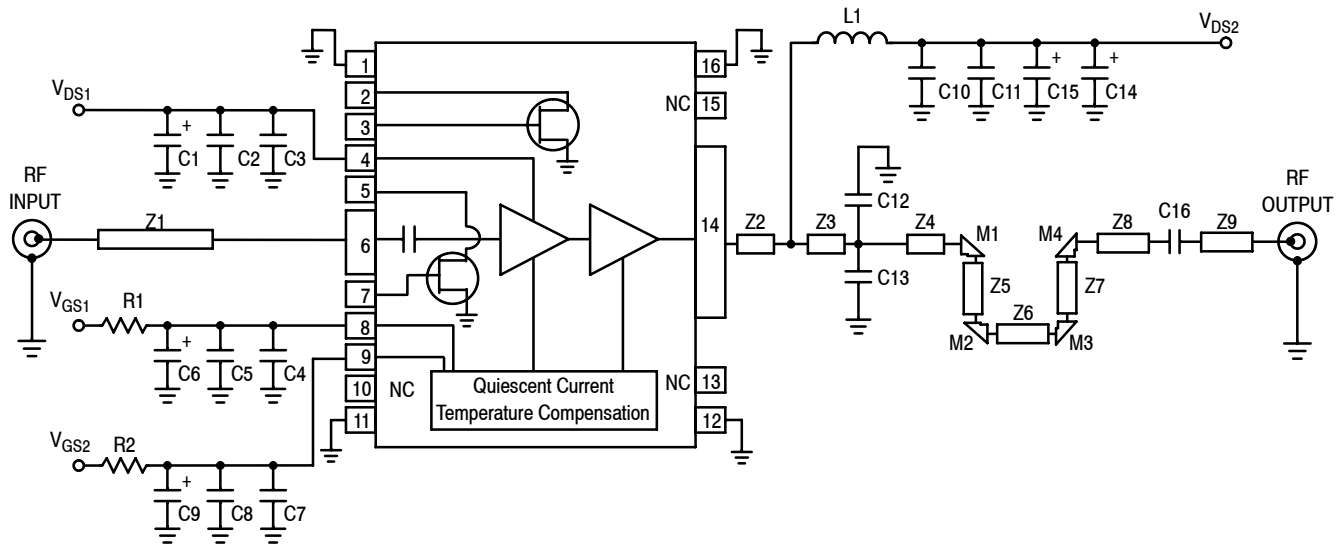 L1
V_DS2
1
16
V_DS1
2
NC
15
C10
C11
+
C15
+
C14
3
+
C1
C2
C3
4
RF
INPUT
5
C12
RF
OUTPUT
Z1
6
14
Z2
Z3
Z4
M1
M4
Z8
C16
Z9
C13
7
Z5
Z7
V_GS1
R1
8
Z6
M2
M3
+
C6
C5
C4
9
10
NC
Quiescent Current
Temperature Compensation
NC
13
11
12
V_GS2
R2
+
C9
C8
C7